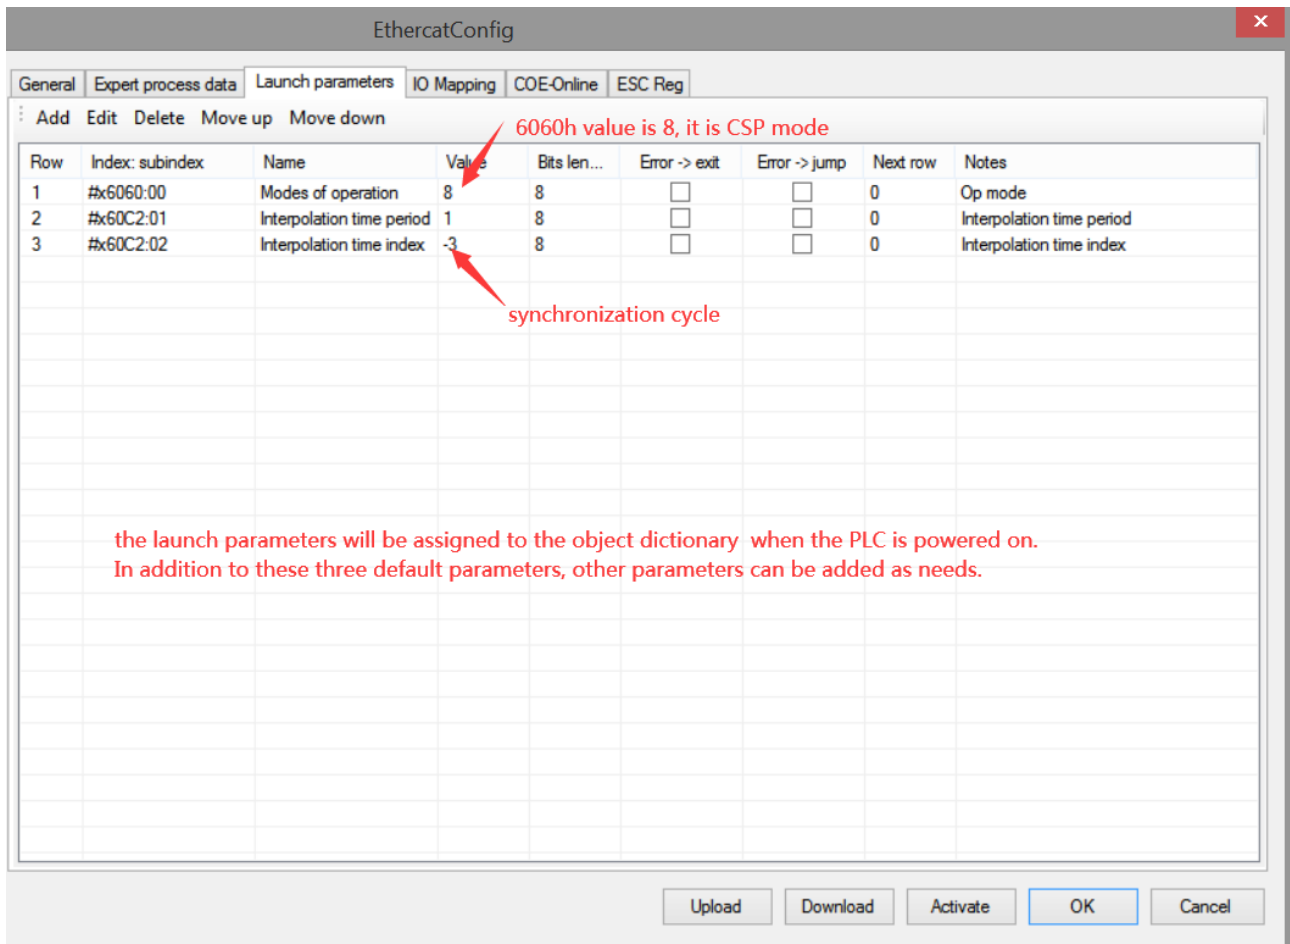 EthercatConfig
General Expert process data Launch parameters IO Mapping COE-Online ESC Reg
Add Edit Delete Move up Move down
6060h value is 8, it is CSP mode
Row Index: subindex Name Value Bits len... Error -> exit Error -> jump Next row Notes
1 #x6060:00 Modes of operation 8 8 0 Op mode
2 #x60C2:01 Interpolation time period 1 8 0 Interpolation time period
3 #x60C2:02 Interpolation time index -3 8 0 Interpolation time index
synchronization cycle
the launch parameters will be assigned to the object dictionary when the PLC is powered on.
In addition to these three default parameters, other parameters can be added as needs.
Upload Download Activate OK Cancel